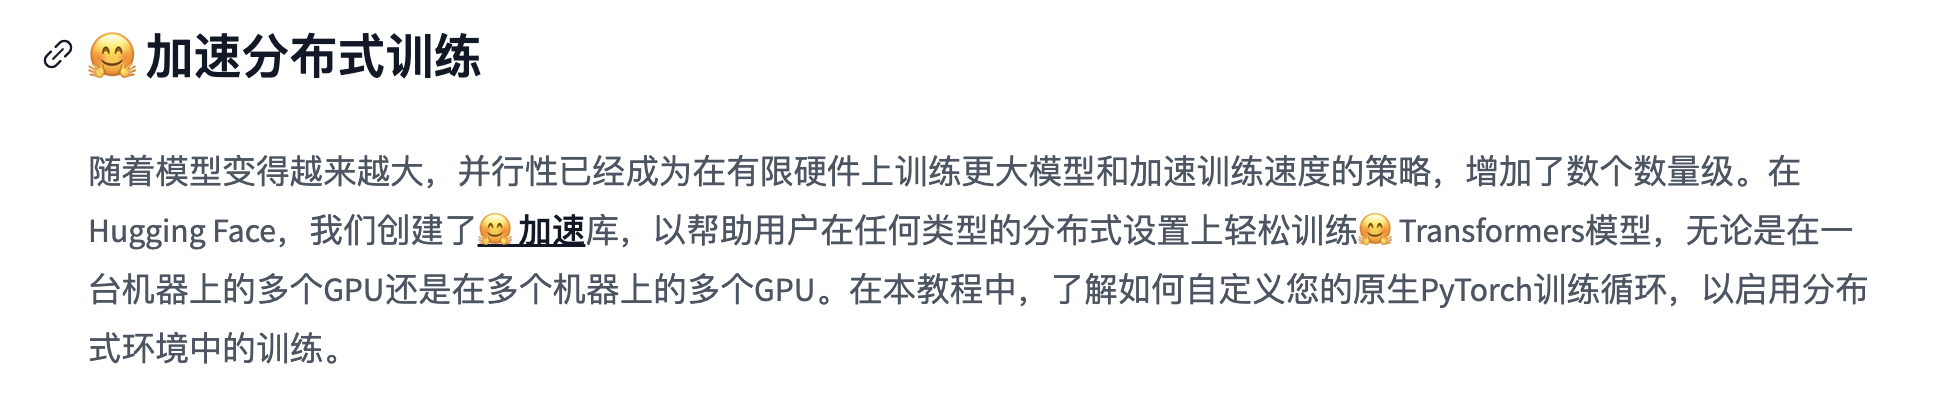 🤗 加速分布式训练
随着模型变得越来越大，并行性已经成为在有限硬件上训练更大模型和加速训练速度的策略，增加了数个数量级。在
Hugging Face，我们创建了🤗 加速库，以帮助用户在任何类型的分布式设置上轻松训练🤗 Transformers模型，无论是在一
台机器上的多个GPU还是在多个机器上的多个GPU。在本教程中，了解如何自定义您的原生PyTorch训练循环，以启用分布
式环境中的训练。